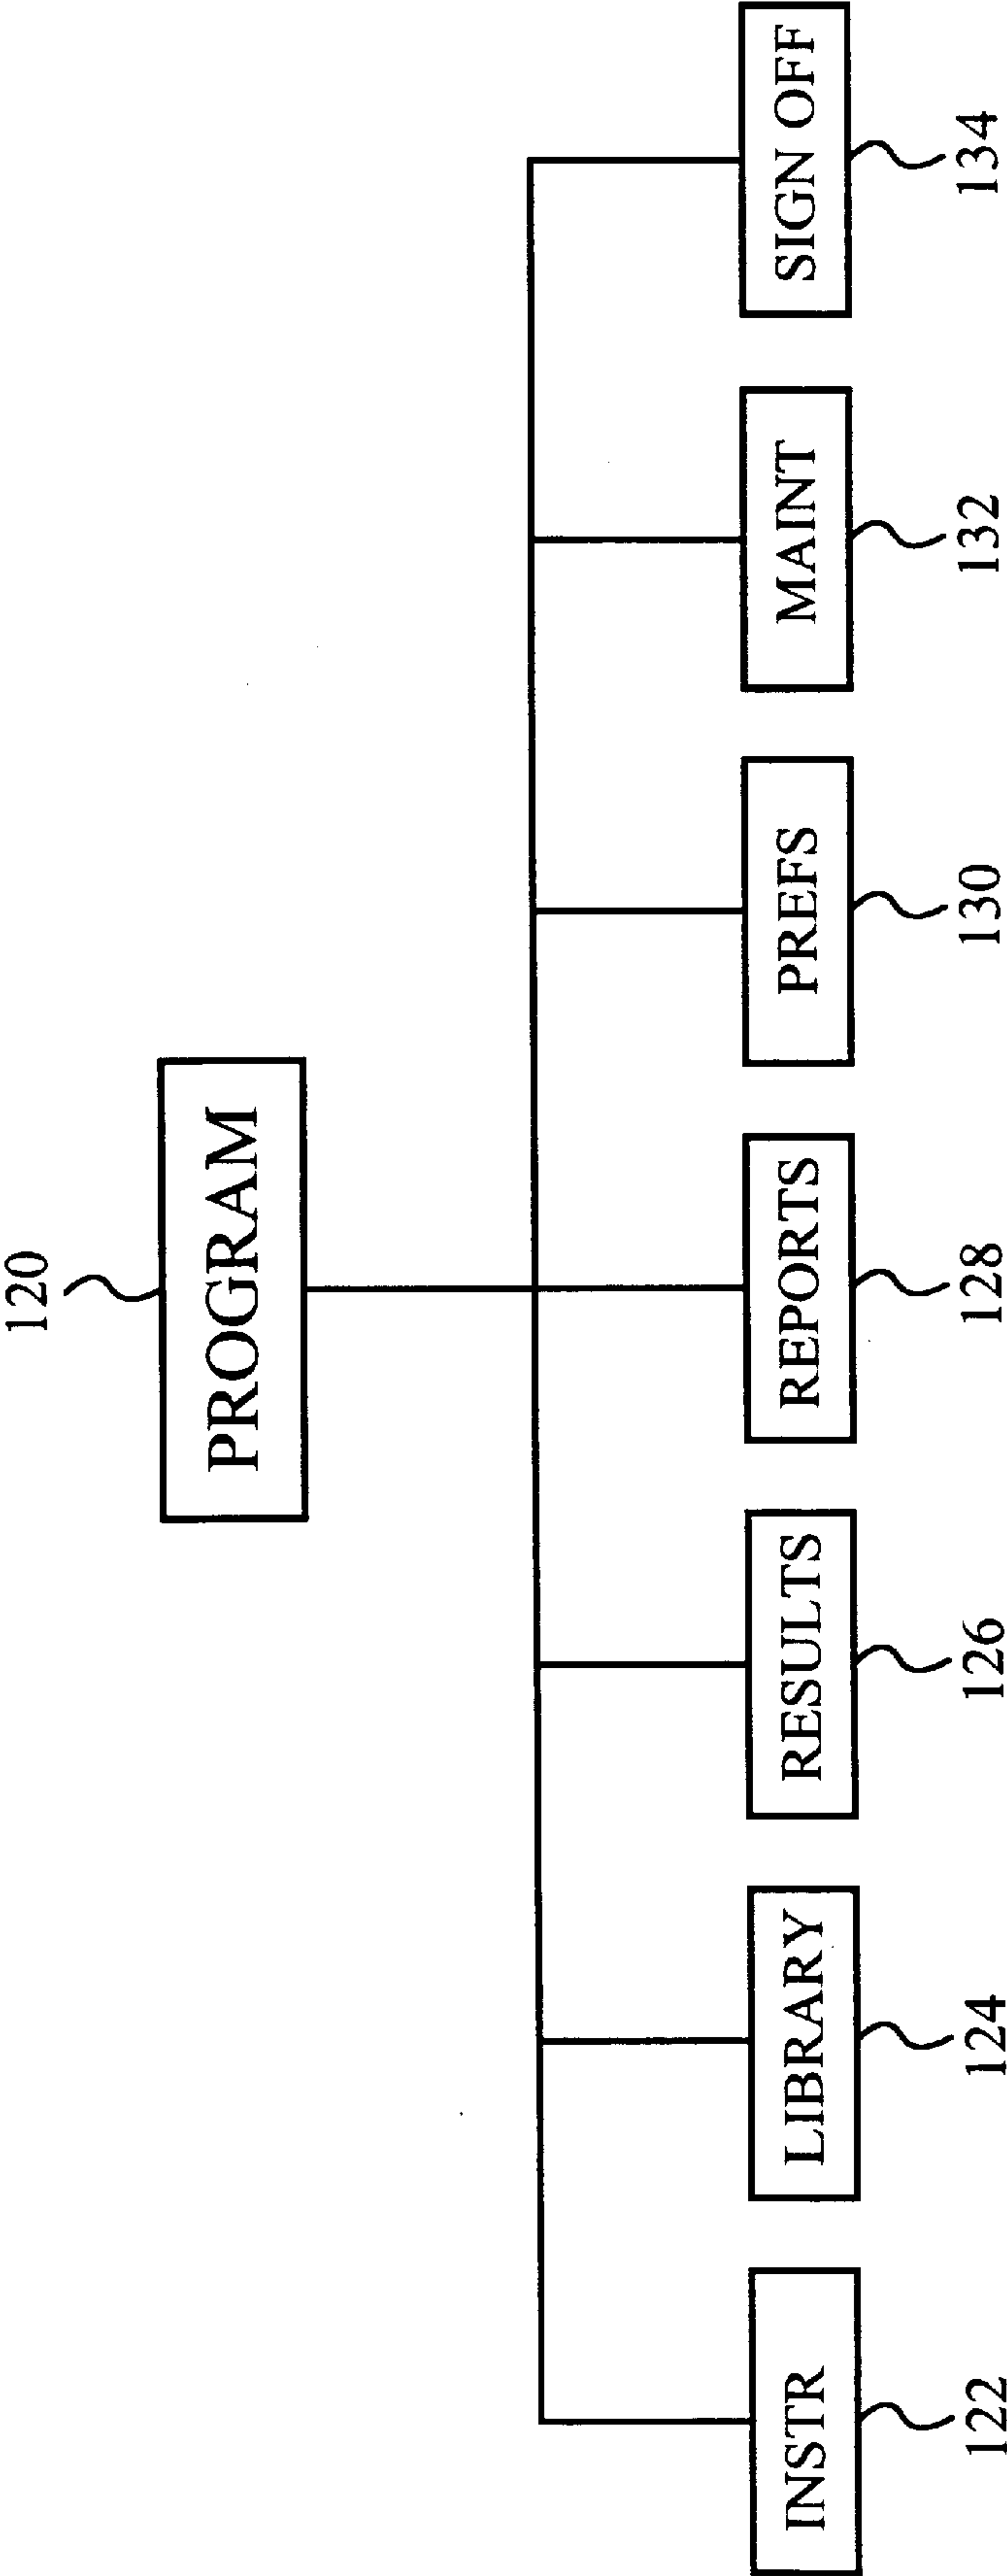 120
PROGRAM
INSTR
LIBRARY
RESULTS
REPORTS
PREFS
MAINT
SIGN OFF
122
124
126
128
130
132
134